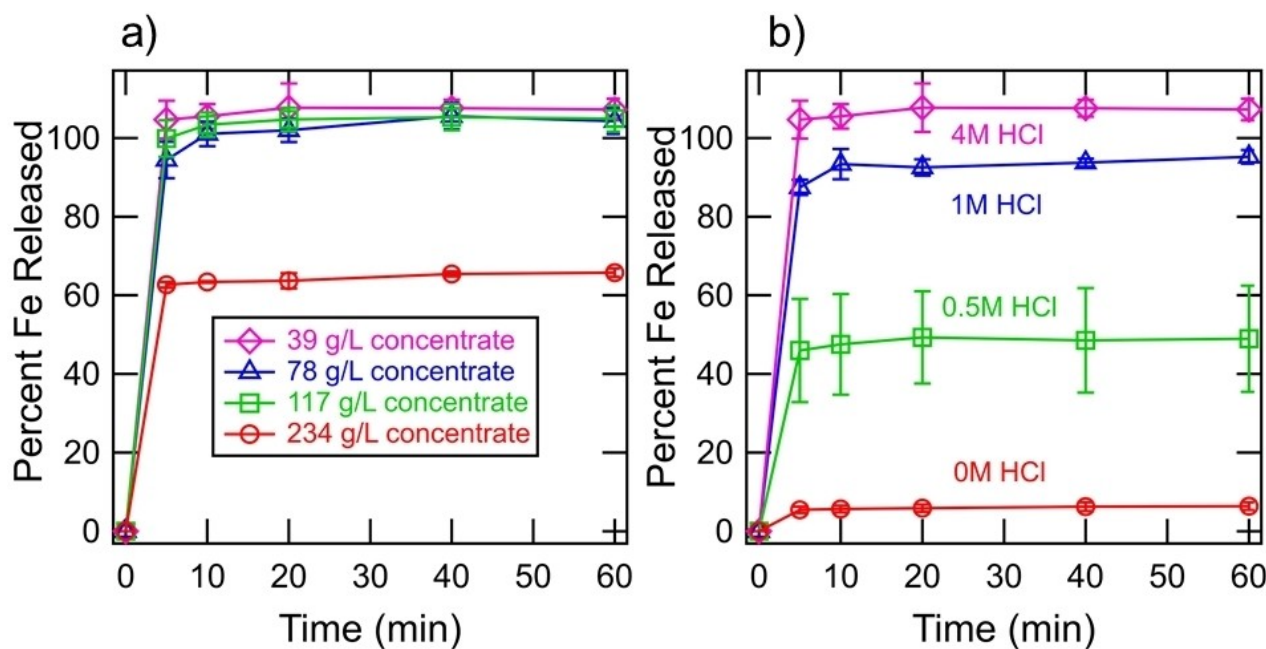 a)
Percent Fe Released
100
80
60
40
20
0
39 g/L concentrate
78 g/L concentrate
117 g/L concentrate
234 g/L concentrate
0 10 20 30 40 50 60
Time (min)
b)
Percent Fe Released
100
80
60
40
20
0
4M HCl
1M HCl
0.5M HCl
0M HCl
0 10 20 30 40 50 60
Time (min)